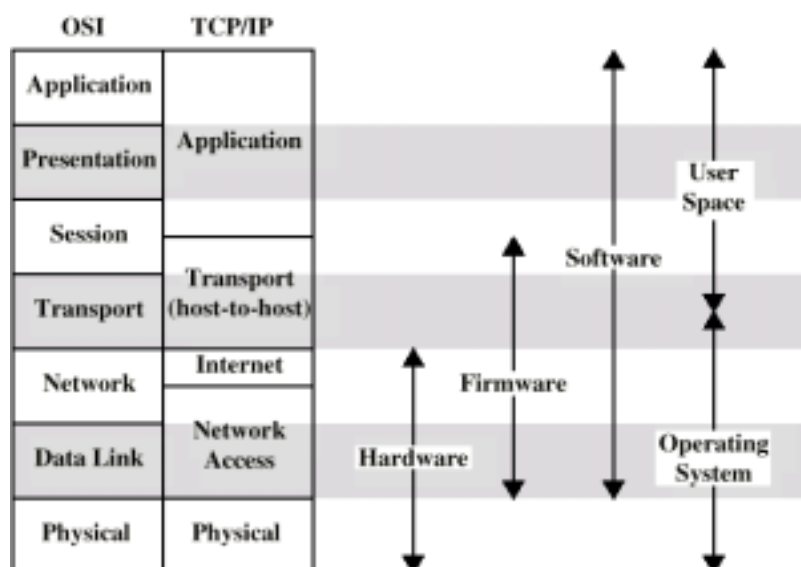 OSI
TCP/IP
Application
Presentation
Session
Transport
Network
Data Link
Physical
Application
Transport
(host-to-host)
Internet
Network
Access
Physical
Hardware
Firmware
Software
User
Space
Operating
System